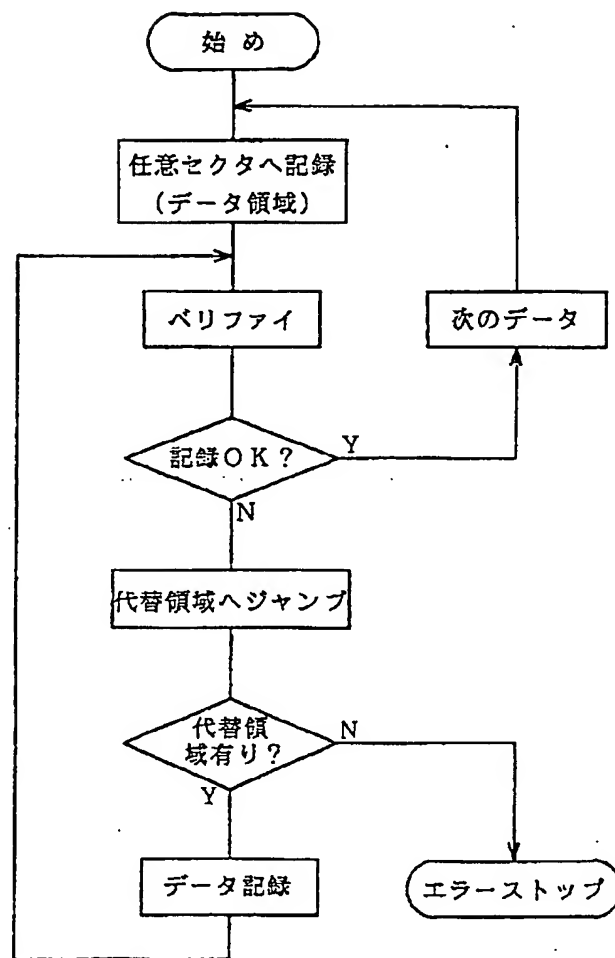 始め
任意セクタへ記録
(データ領域)
ベリファイ
次のデータ
記録OK?
Y
N
代替領域へジャンプ
代替領
域有り?
N
Y
データ記録
エラーストップ